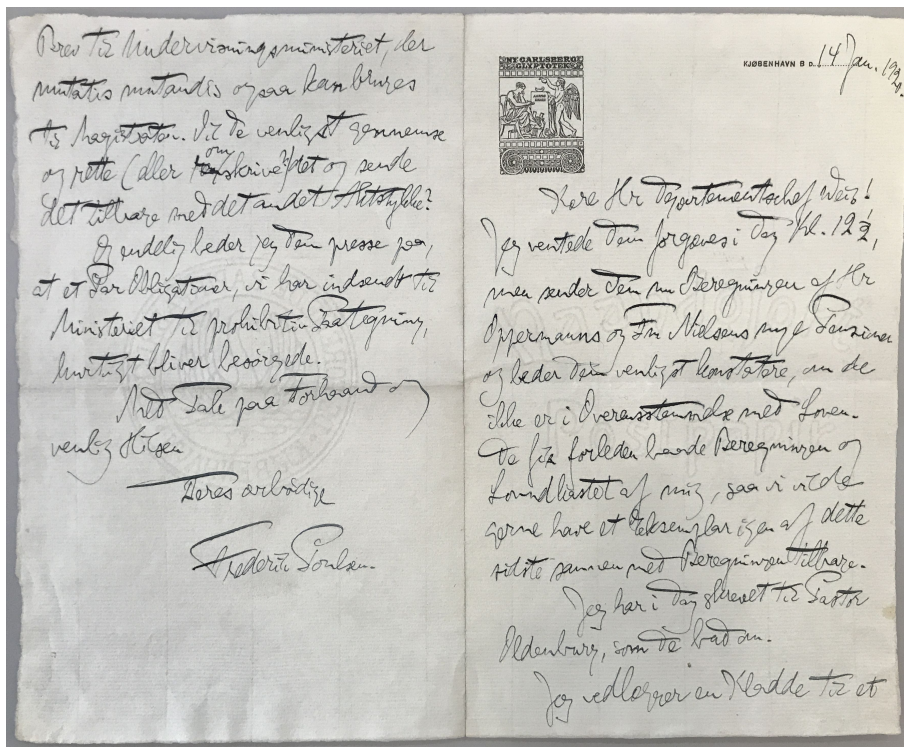 NY CARLSBERG
GLYPTOTEK
KJØBENHAVN B D. 14 Jan. 19
Kære Hr Departementschef Weis!
Jeg ventede Dem forgæves i Dag Kl. 12½,
men sender Dem nu Beregningen af Hr
Oppermanns og Frk Nielsens nye Pensioner
og beder Dem venligst konstatere, om de
ikke er i Overensstemmelse med Loven.
De fik forleden baade Beregningen og
Lovudkastet af mig, saa vi vilde
gerne have et Eksemplar igen af dette
sidste sammen med Beregningen tilbage.
Jeg har i Dag skrevet til Pastor
Oldenburg, som De bad om.
Jeg vedlægger en Kladde til et
Brev til Undervisningsministeriet, der
mutatis mutandis ogsaa kan bruges
til Magistraten. Vil De venligst gennemse
og rette (eller omskrive?) det og sende
det tilbage med det andet Aktstykke?
Og endelig beder jeg Dem presse paa,
at et Par Obligationer, vi har indsendt til
Ministeriet til prohibitiv Paategning,
hurtigt bliver besørgede.
Med Tak paa Forhaand og
venlig Hilsen
Deres ærbødige
Frederik Poulsen.